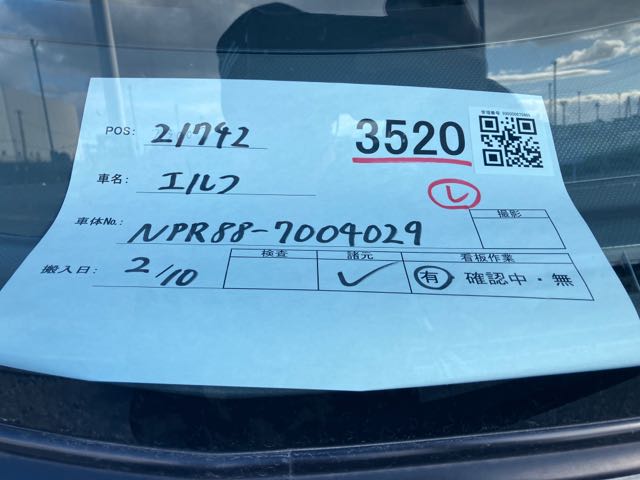 POS: 21742
3520
車名: エルフ
レ
車体No.: NPR88-7004029
撮影
搬入日: 2/10
検査 諸元 看板作業
✓ 有 確認中・無